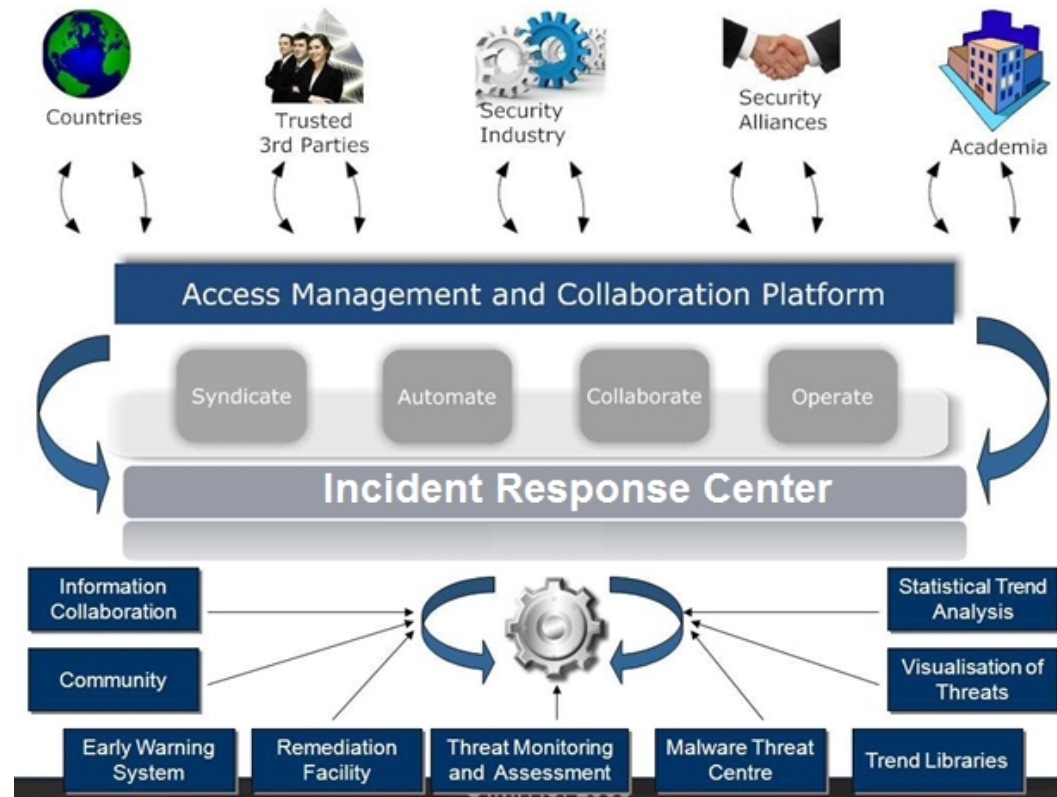 Countries
Trusted
3rd Parties
Security
Industry
Security
Alliances
Academia
Access Management and Collaboration Platform
Syndicate
Automate
Collaborate
Operate
Incident Response Center
Information
Collaboration
Statistical Trend
Analysis
Community
Visualisation of
Threats
Early Warning
System
Remediation
Facility
Threat Monitoring
and Assessment
Malware Threat
Centre
Trend Libraries